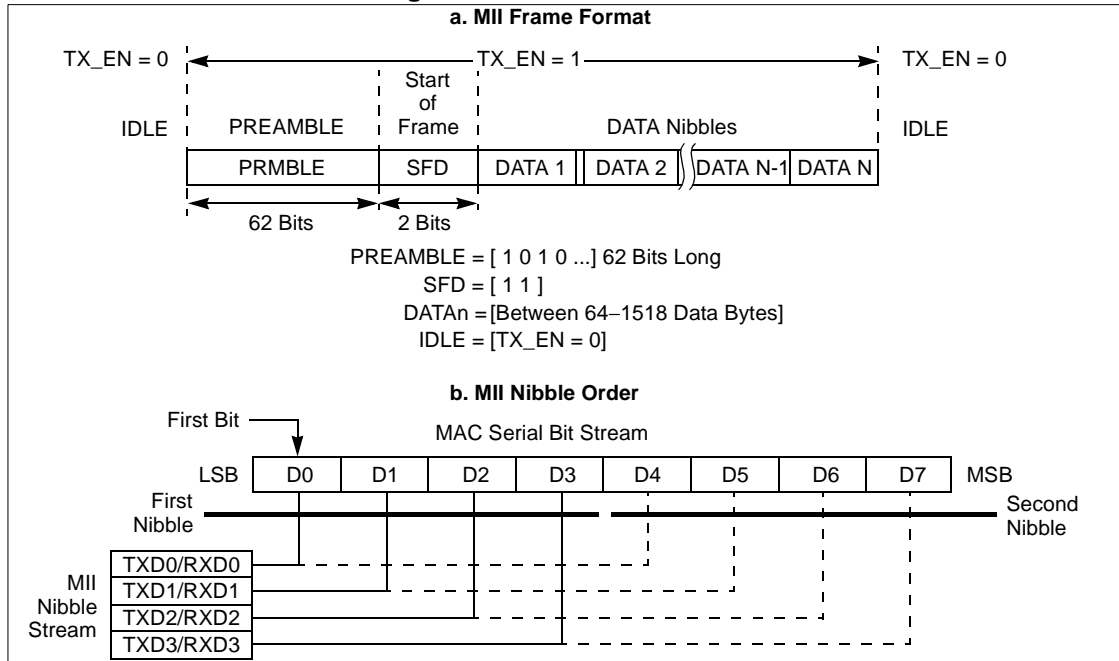 a. MII Frame Format
TX_EN = 0
TX_EN = 1
TX_EN = 0
Start
of
Frame
IDLE
PREAMBLE
DATA Nibbles
IDLE
PRMBLE
SFD
DATA 1
DATA 2
DATA N-1
DATA N
62 Bits
2 Bits
PREAMBLE = [ 1 0 1 0 ...] 62 Bits Long
SFD = [ 1 1 ]
DATAn = [Between 64–1518 Data Bytes]
IDLE = [TX_EN = 0]
b. MII Nibble Order
First Bit
MAC Serial Bit Stream
LSB
D0
D1
D2
D3
D4
D5
D6
D7
MSB
First
Nibble
Second
Nibble
MII
Nibble
Stream
TXD0/RXD0
TXD1/RXD1
TXD2/RXD2
TXD3/RXD3